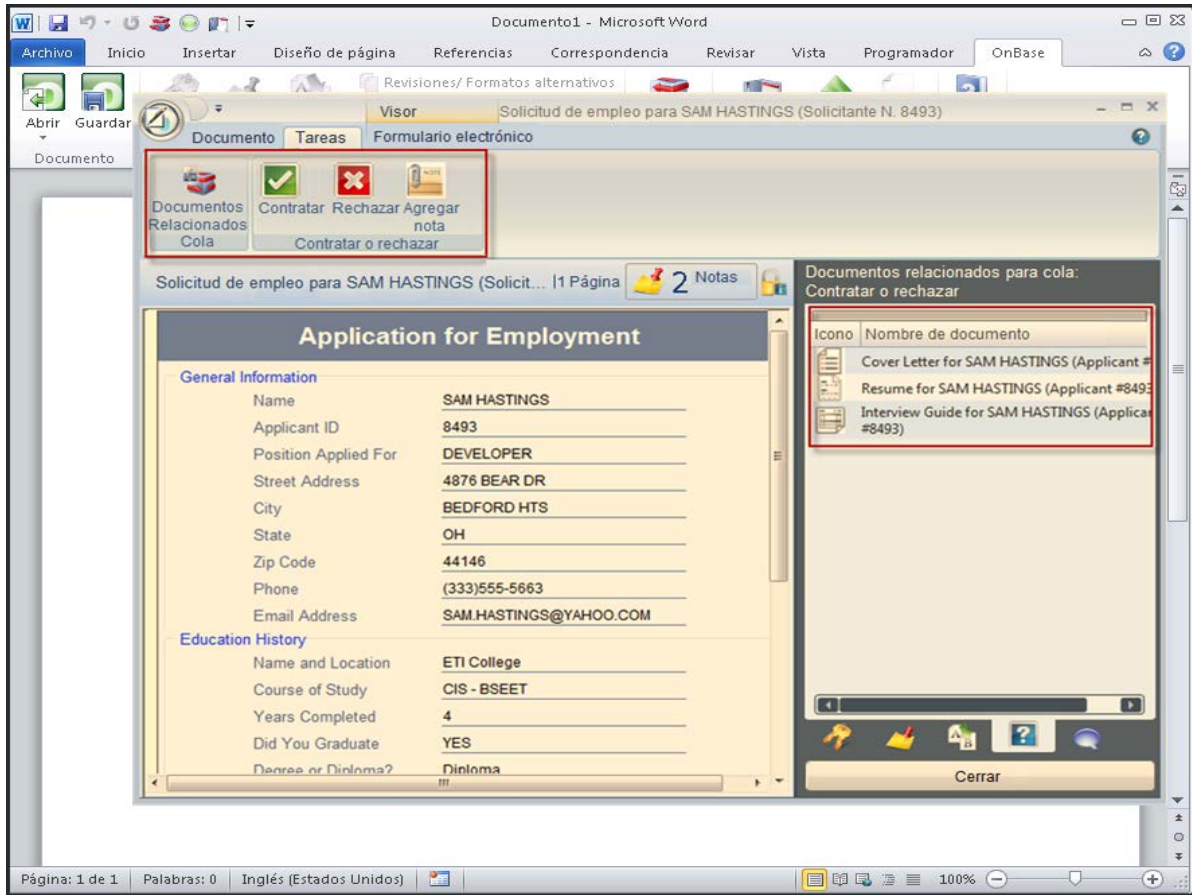 Documento1 - Microsoft Word
Archivo Inicio Insertar Diseño de página Referencias Correspondencia Revisar Vista Programador OnBase
Revisiones/ Formatos alternativos
Abrir Guardar
Documento
Visor Solicitud de empleo para SAM HASTINGS (Solicitante N. 8493)
Documento Tareas Formulario electrónico
Documentos Relacionados Cola
Contratar Rechazar Agregar nota
NOTE
Contratar o rechazar
Solicitud de empleo para SAM HASTINGS (Solicit... |1 Página 2 Notas
Application for Employment
General Information
Name SAM HASTINGS
Applicant ID 8493
Position Applied For DEVELOPER
Street Address 4876 BEAR DR
City BEDFORD HTS
State OH
Zip Code 44146
Phone (333)555-5663
Email Address SAM.HASTINGS@YAHOO.COM
Education History
Name and Location ETI College
Course of Study CIS - BSEET
Years Completed 4
Did You Graduate YES
Degree or Diploma? Diploma
Documentos relacionados para cola:
Contratar o rechazar
Icono Nombre de documento
Cover Letter for SAM HASTINGS (Applicant #
Resume for SAM HASTINGS (Applicant #8493
Interview Guide for SAM HASTINGS (Applicar
#8493)
Cerrar
Página: 1 de 1 Palabras: 0 Inglés (Estados Unidos) 100%